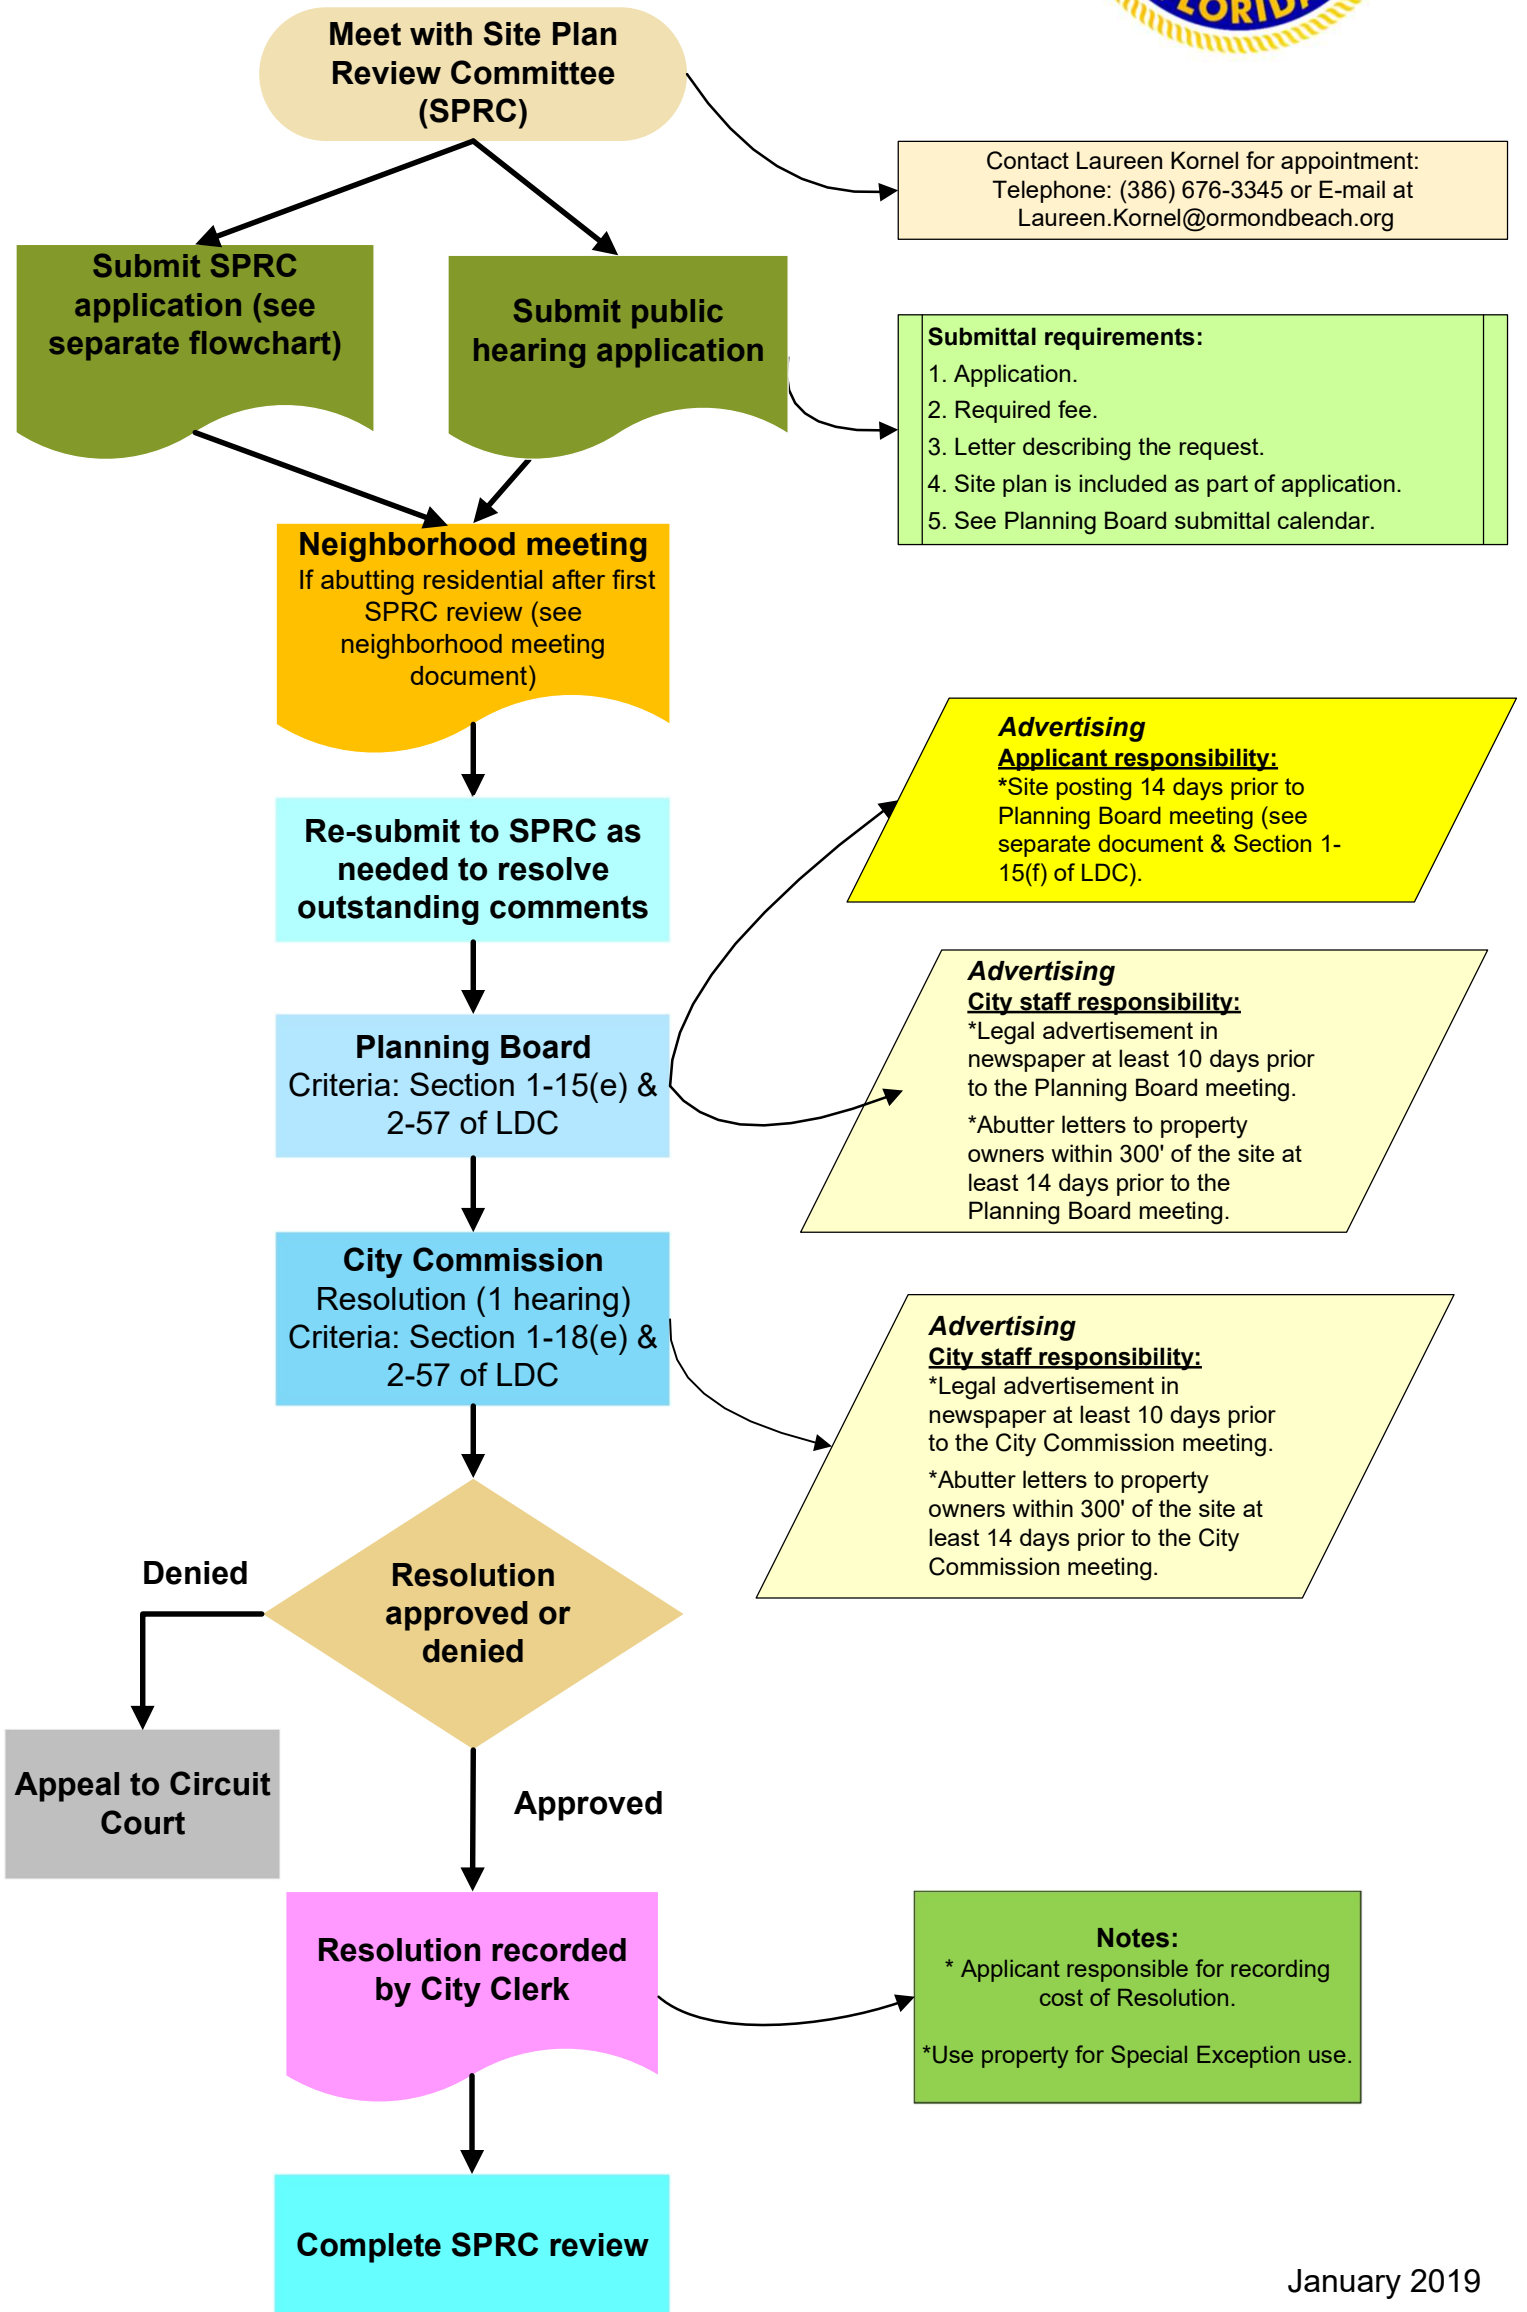 FLORIDA
Meet with Site Plan
Review Committee
(SPRC)
Contact Laureen Kornel for appointment:
Telephone: (386) 676-3345 or E-mail at
Laureen.Kornel@ormondbeach.org
Submit SPRC
application (see
separate flowchart)
Submit public
hearing application
Submittal requirements:
1. Application.
2. Required fee.
3. Letter describing the request.
4. Site plan is included as part of application.
5. See Planning Board submittal calendar.
Neighborhood meeting
If abutting residential after first
SPRC review (see
neighborhood meeting
document)
Advertising
Applicant responsibility:
*Site posting 14 days prior to
Planning Board meeting (see
separate document & Section 1-
15(f) of LDC).
Re-submit to SPRC as
needed to resolve
outstanding comments
Advertising
City staff responsibility:
*Legal advertisement in
newspaper at least 10 days prior
to the Planning Board meeting.
*Abutter letters to property
owners within 300' of the site at
least 14 days prior to the
Planning Board meeting.
Planning Board
Criteria: Section 1-15(e) &
2-57 of LDC
City Commission
Resolution (1 hearing)
Criteria: Section 1-18(e) &
2-57 of LDC
Advertising
City staff responsibility:
*Legal advertisement in
newspaper at least 10 days prior
to the City Commission meeting.
*Abutter letters to property
owners within 300' of the site at
least 14 days prior to the City
Commission meeting.
Denied
Resolution
approved or
denied
Appeal to Circuit
Court
Approved
Resolution recorded
by City Clerk
Notes:
* Applicant responsible for recording
cost of Resolution.
*Use property for Special Exception use.
Complete SPRC review
January 2019